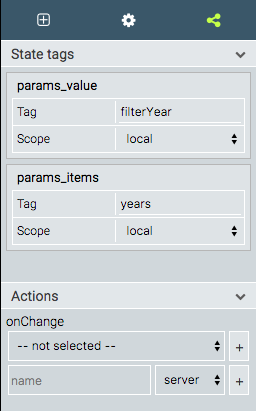 State tags
params_value
Tag filterYear
Scope local
params_items
Tag years
Scope local
Actions
onChange
-- not selected -- +
name server +